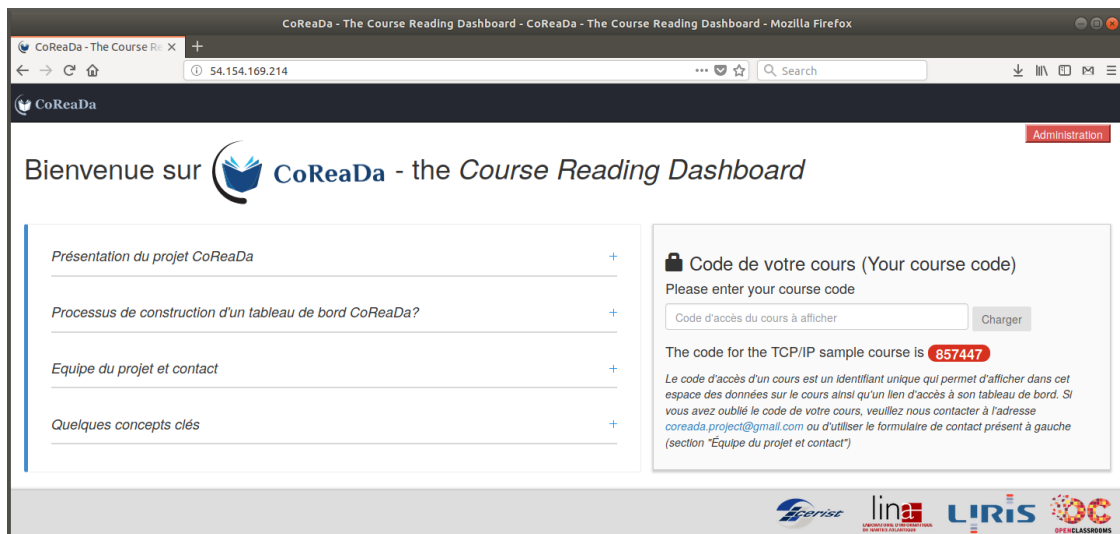 CoReaDa - The Course Reading Dashboard - CoReaDa - The Course Reading Dashboard - Mozilla Firefox
CoReaDa - The Course Re
54.154.169.214
Search
CoReaDa
Administration
Bienvenue sur CoReaDa - the Course Reading Dashboard
Présentation du projet CoReaDa
Processus de construction d'un tableau de bord CoReaDa?
Equipe du projet et contact
Quelques concepts clés
Code de votre cours (Your course code)
Please enter your course code
Code d'accès du cours à afficher
Charger
The code for the TCP/IP sample course is 857447
Le code d'accès d'un cours est un identifiant unique qui permet d'afficher dans cet
espace des données sur le cours ainsi qu'un lien d'accès à son tableau de bord. Si
vous avez oublié le code de votre cours, veuillez nous contacter à l'adresse
coreada.project@gmail.com ou d'utiliser le formulaire de contact présent à gauche
(section "Équipe du projet et contact")
cerist
lina
LABORATOIRE D'INFORMATIQUE
DE NANTES ATLANTIQUE
LIRIS
OC
OPENCLASSROOMS